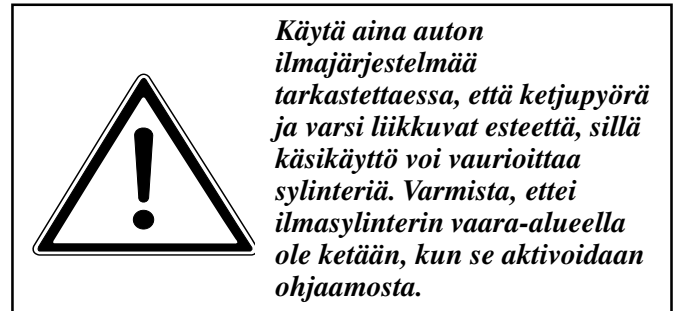 Käytä aina auton
ilmajärjestelmää
tarkastettaessa, että ketjupyörä
ja varsi liikkuvat esteettä, sillä
käsikäyttö voi vaurioittaa
sylinteriä. Varmista, ettei
ilmasylinterin vaara-alueella
ole ketään, kun se aktivoidaan
ohjaamosta.